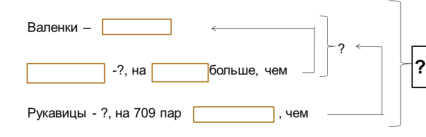 Валенки –
? 
-?, на больше, чем
?
Рукавицы - ?, на 709 пар , чем